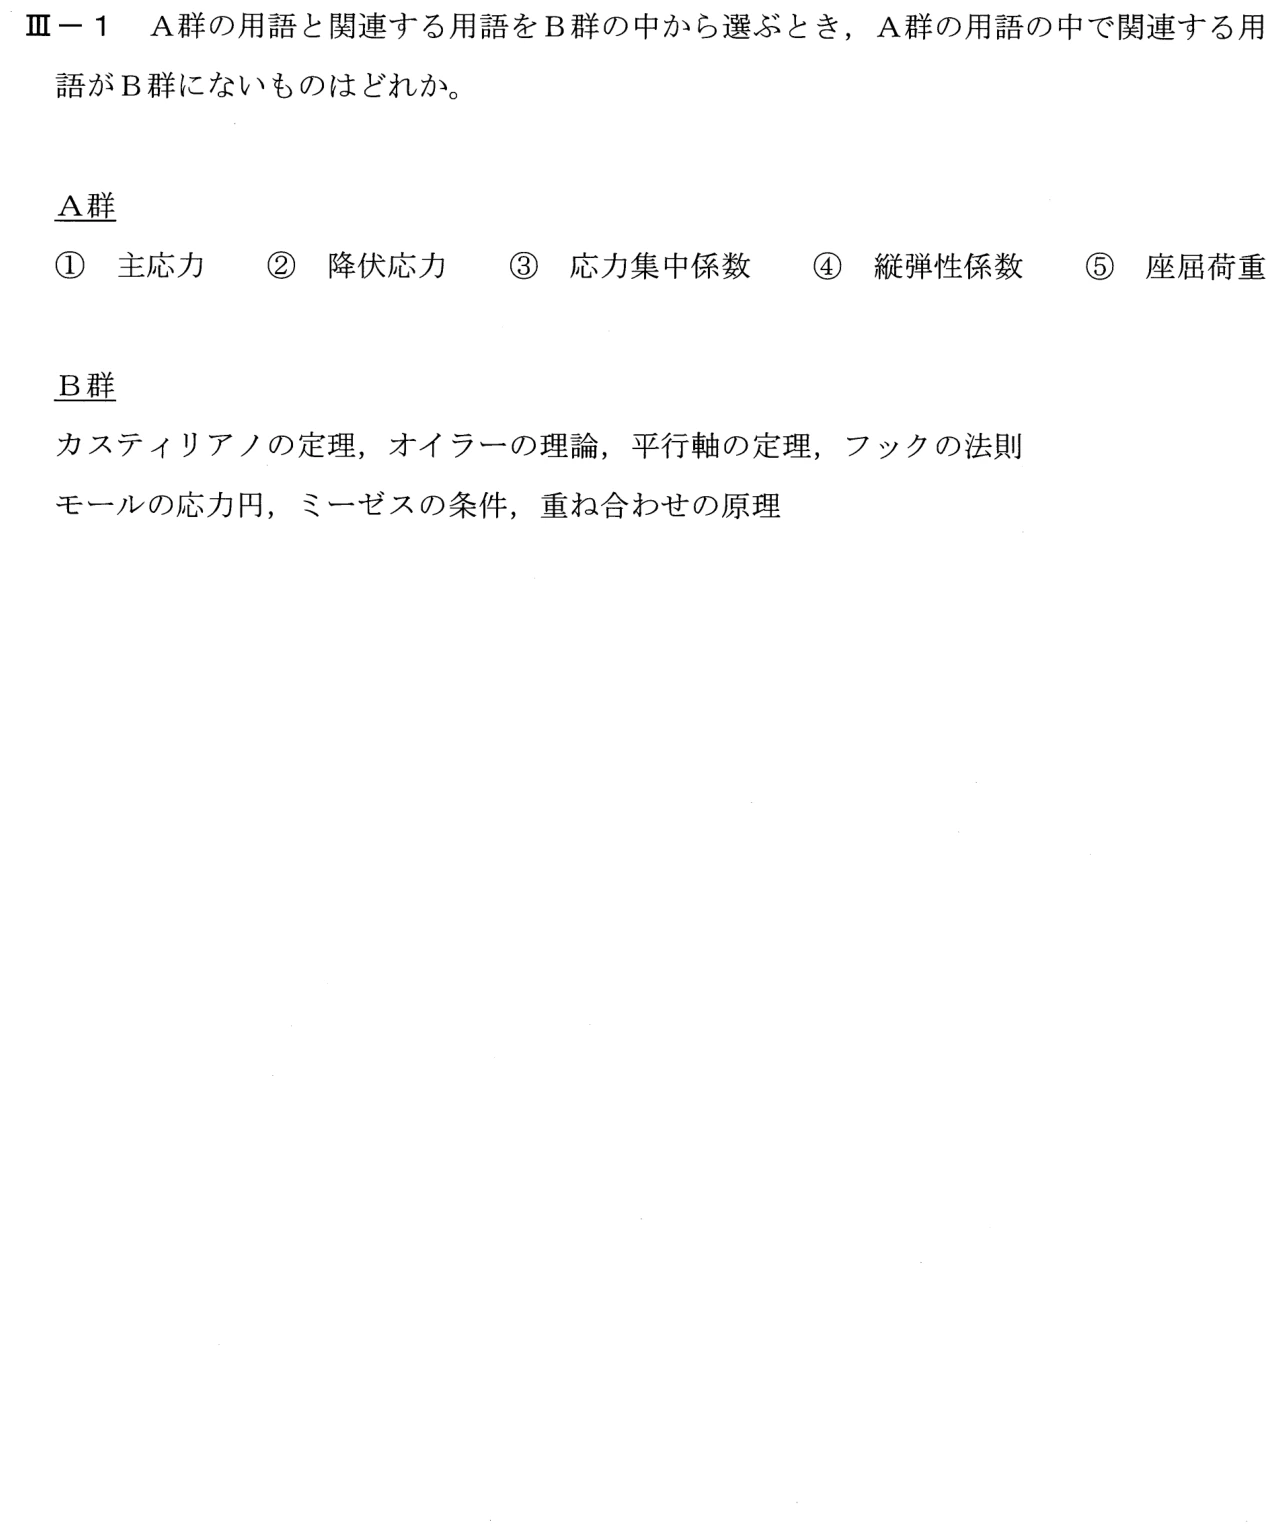 Ⅲ－1　A群の用語と関連する用語をB群の中から選ぶとき，A群の用語の中で関連する用
語がB群にないものはどれか。
A群
①　主応力　　②　降伏応力　　③　応力集中係数　　④　縦弾性係数　　⑤　座屈荷重
B群
カスティリアノの定理，オイラーの理論，平行軸の定理，フックの法則
モールの応力円，ミーゼスの条件，重ね合わせの原理